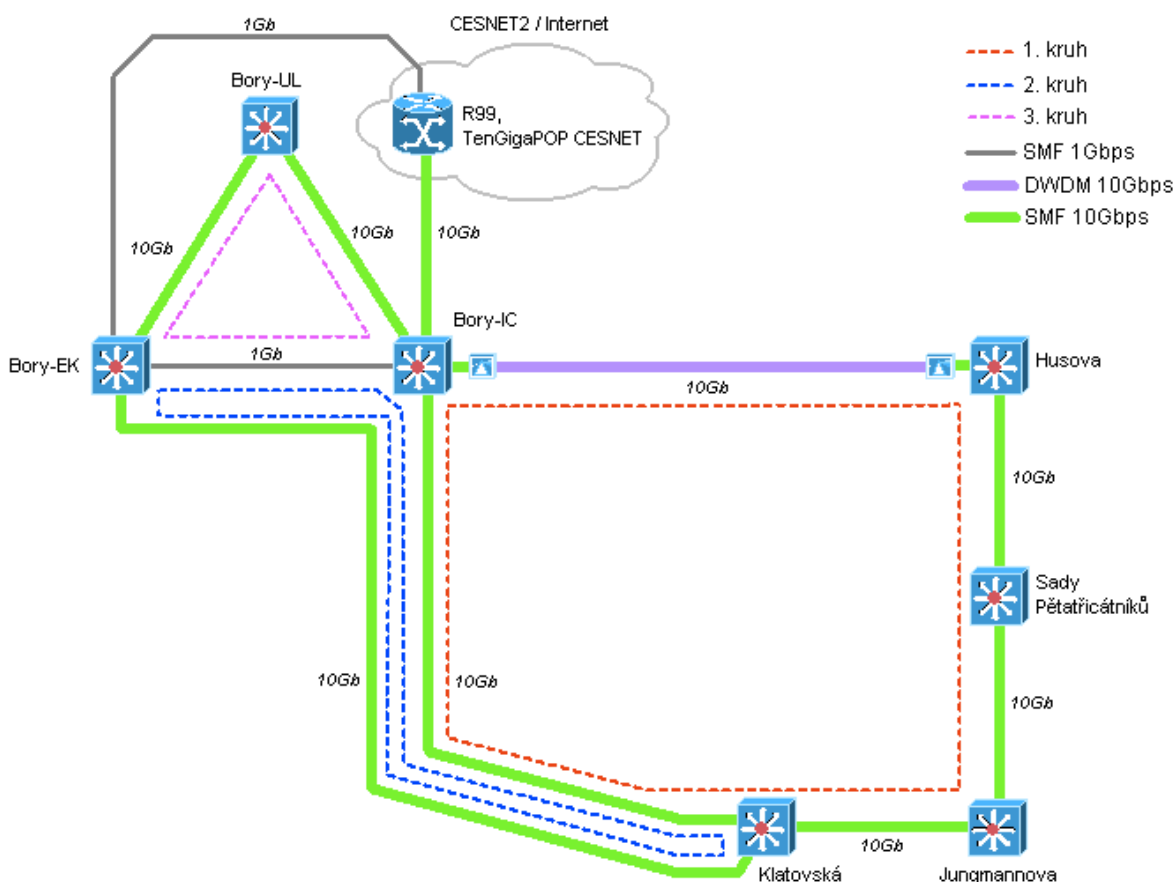 1Gb
CESNET2 / Internet
1. kruh
2. kruh
3. kruh
SMF 1Gbps
DWDM 10Gbps
SMF 10Gbps
Bory-UL
R99,
TenGigaPOP CESNET
10Gb
10Gb
10Gb
Bory-IC
Bory-EK
1Gb
10Gb
Husova
10Gb
Sady
Pětatřicátníků
10Gb
10Gb
10Gb
10Gb
Klatovská
Jungmannova